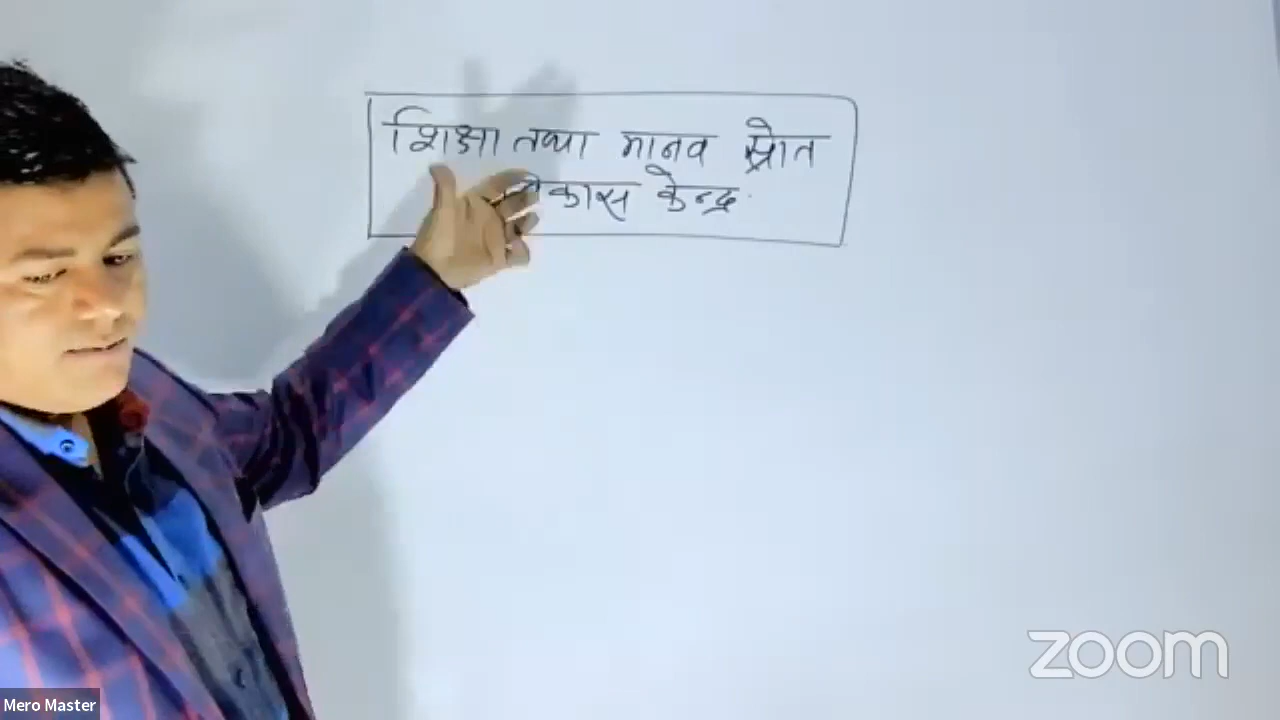 शिक्षा तथा मानव स्रोत
विकास केन्द्र
zoom
Mero Master